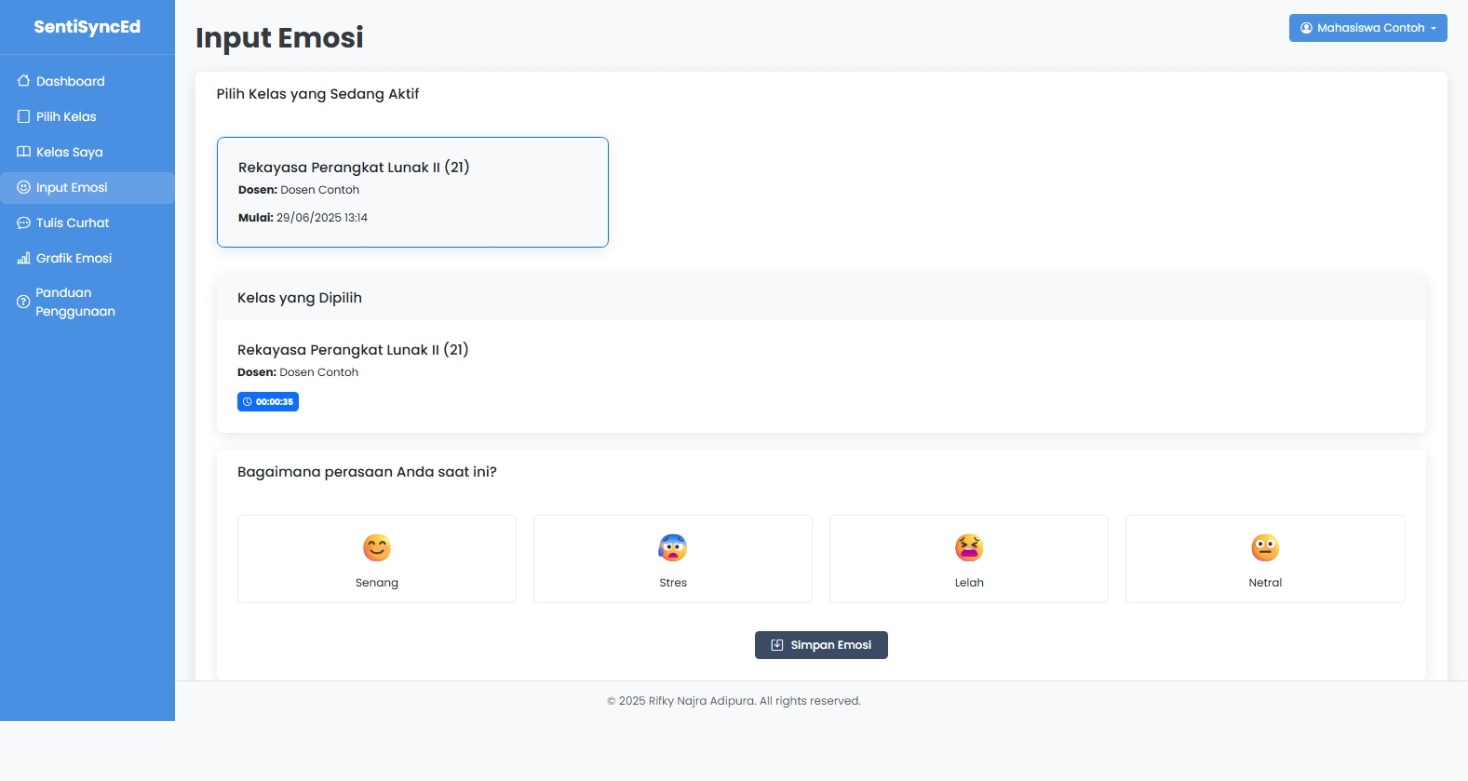 SentiSyncEd
Dashboard
Pilih Kelas
Kelas Saya
Input Emosi
Tulis Curhat
Grafik Emosi
Panduan
Penggunaan
Input Emosi
Mahasiswa Contoh
Pilih Kelas yang Sedang Aktif
Rekayasa Perangkat Lunak II (21)
Dosen: Dosen Contoh
Mulai: 29/06/2025 13:14
Kelas yang Dipilih
Rekayasa Perangkat Lunak II (21)
Dosen: Dosen Contoh
00:00:35
Bagaimana perasaan Anda saat ini?
Senang
Stres
Lelah
Netral
Simpan Emosi
© 2025 Rifky Najra Adipura. All rights reserved.